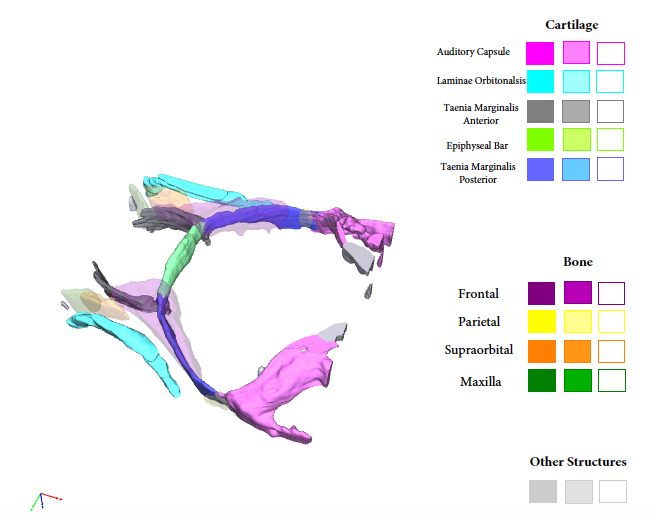 Cartilage
Auditory Capsule
Laminae Orbitonalsis
Taenia Marginalis
Anterior
Epiphyseal Bar
Taenia Marginalis
Posterior
Bone
Frontal
Parietal
Supraorbital
Maxilla
Other Structures